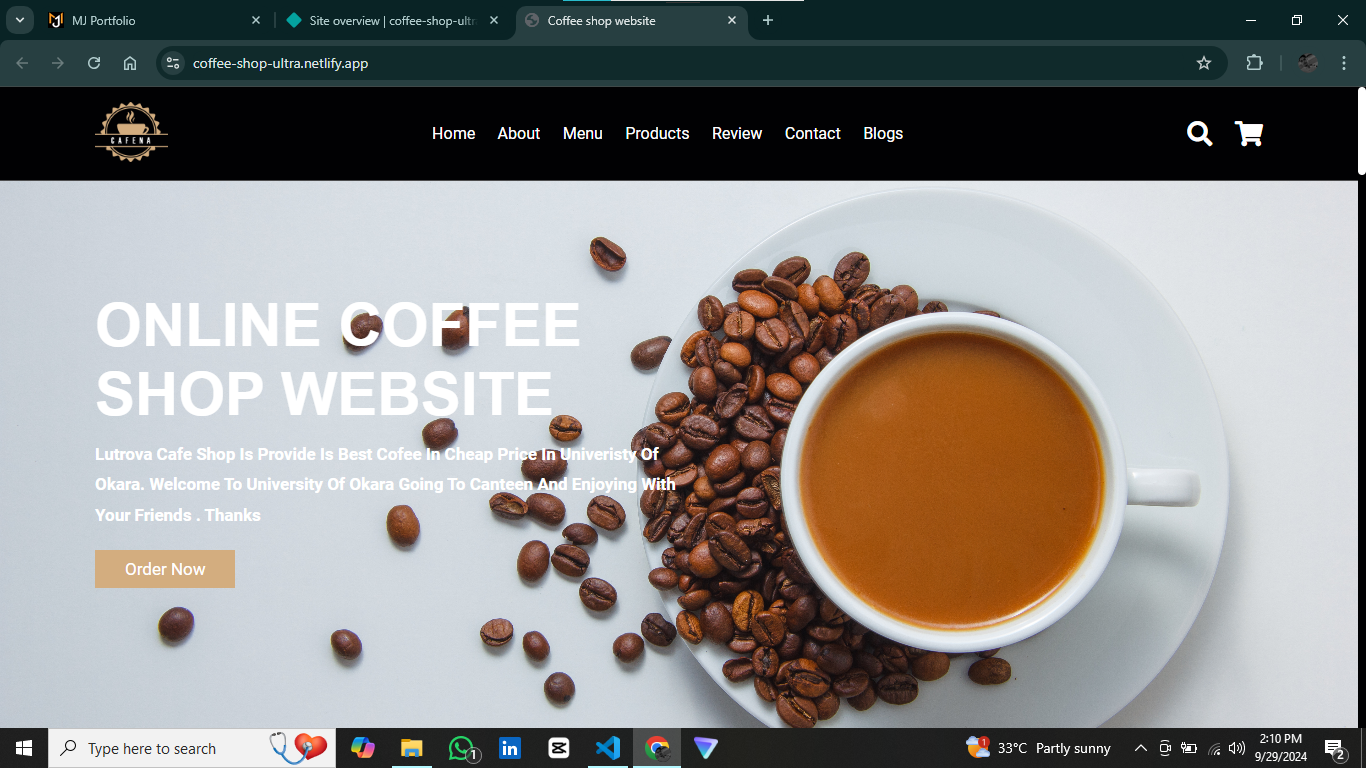 MJ Portfolio
Site overview | coffee-shop-ultr
Coffee shop website
coffee-shop-ultra.netlify.app
CAFENA
Home About Menu Products Review Contact Blogs
ONLINE COFFEE
SHOP WEBSITE
Lutrova Cafe Shop Is Provide Is Best Cofee In Cheap Price In Univeristy Of
Okara. Welcome To University Of Okara Going To Canteen And Enjoying With
Your Friends . Thanks
Order Now
Type here to search
1
1
33°C Partly sunny
2:10 PM
9/29/2024
2